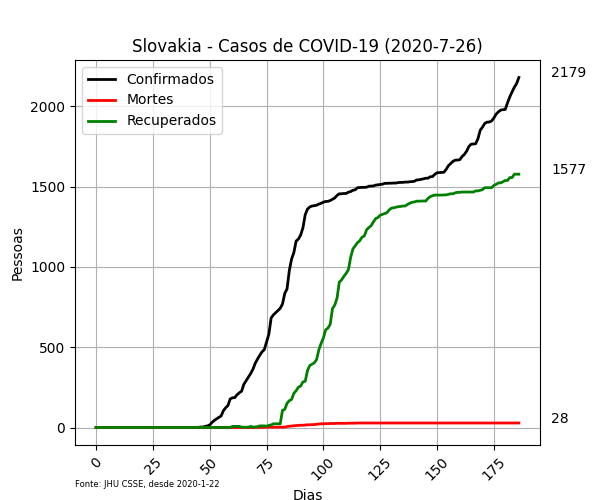 Slovakia - Casos de COVID-19 (2020-7-26)
Confirmados
Mortes
Recuperados
2179
1577
28
Pessoas
2000
1500
1000
500
0
0
25
50
75
100
125
150
175
Dias
Fonte: JHU CSSE, desde 2020-1-22